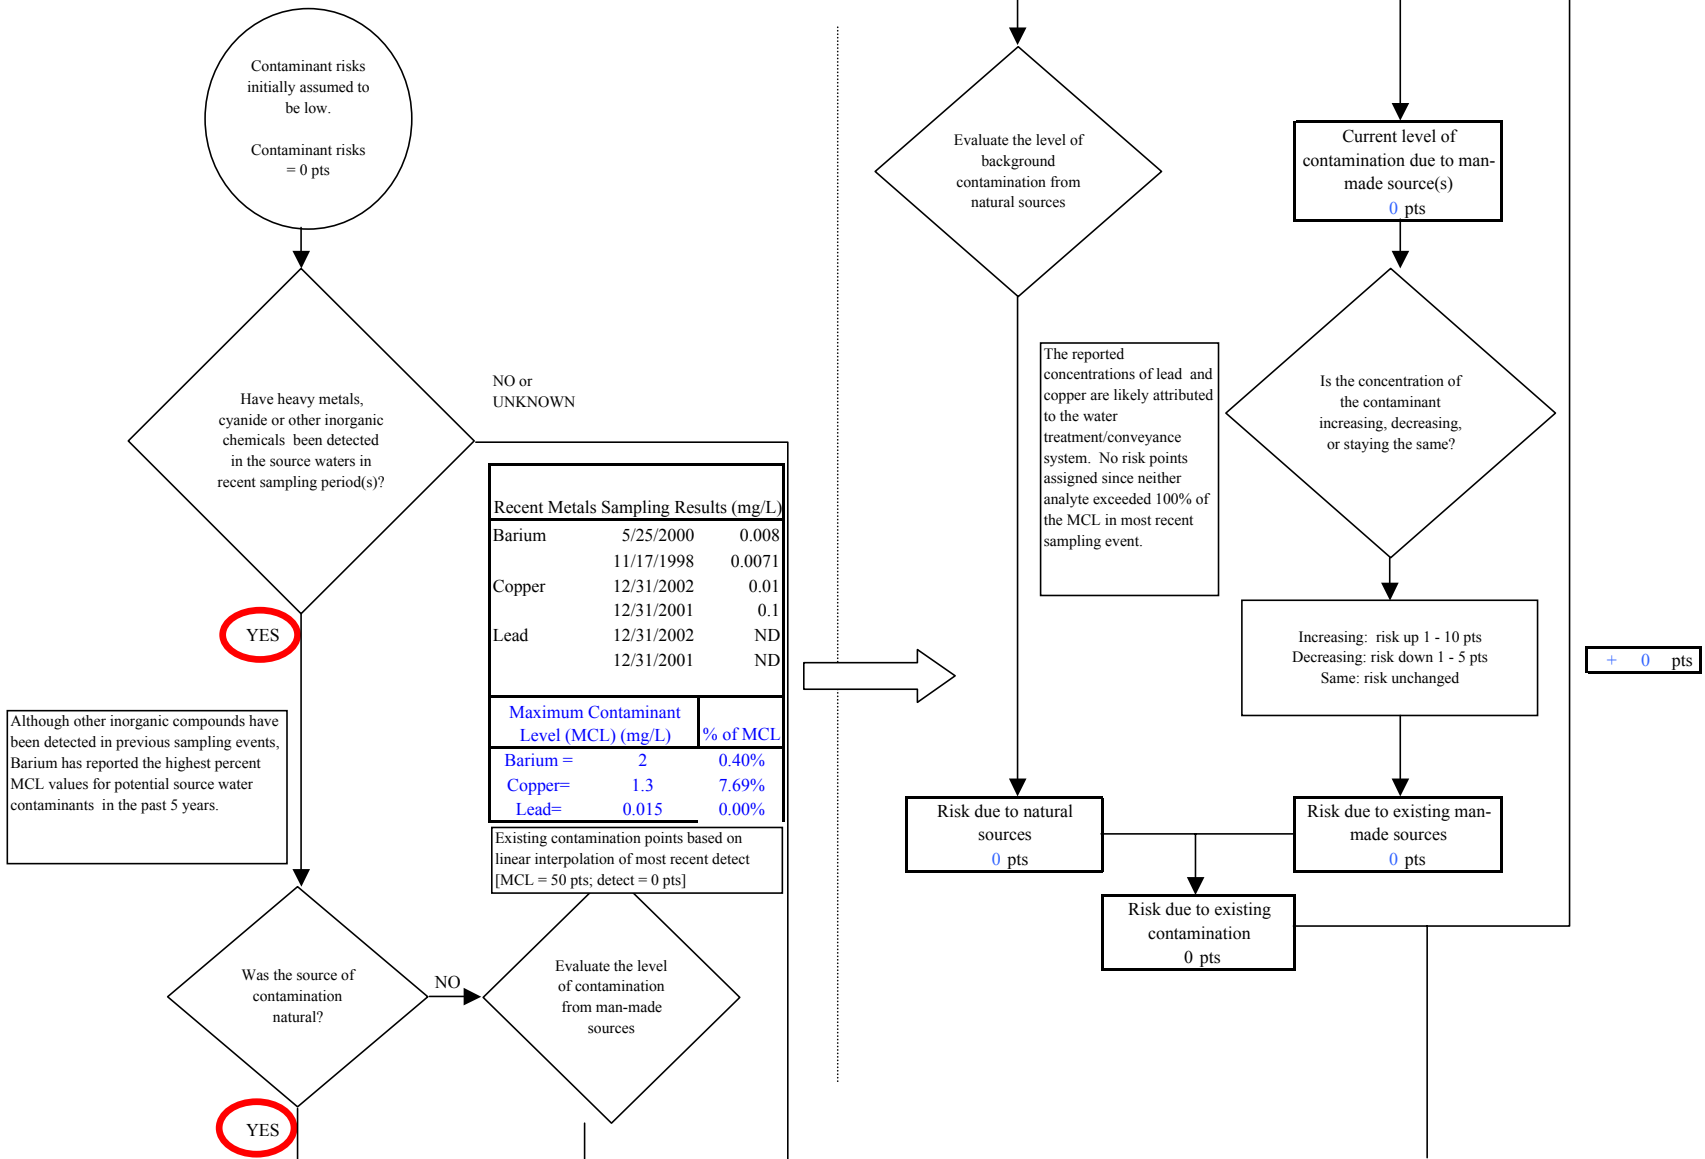 Contaminant risks
initially assumed to
be low.
Contaminant risks
= 0 pts
Have heavy metals,
cyanide or other inorganic
chemicals been detected
in the source waters in
recent sampling period(s)?
NO or
UNKNOWN
YES
Recent Metals Sampling Results (mg/L)
Barium 5/25/2000 0.008
11/17/1998 0.0071
Copper 12/31/2002 0.01
12/31/2001 0.1
Lead 12/31/2002 ND
12/31/2001 ND
Maximum Contaminant
Level (MCL) (mg/L) % of MCL
Barium = 2 0.40%
Copper= 1.3 7.69%
Lead= 0.015 0.00%
Existing contamination points based on
linear interpolation of most recent detect
[MCL = 50 pts; detect = 0 pts]
Although other inorganic compounds have
been detected in previous sampling events,
Barium has reported the highest percent
MCL values for potential source water
contaminants in the past 5 years.
Was the source of
contamination
natural?
NO
Evaluate the level
of contamination
from man-made
sources
YES
Evaluate the level of
background
contamination from
natural sources
Current level of
contamination due to man-
made source(s)
0 pts
The reported
concentrations of lead and
copper are likely attributed
to the water
treatment/conveyance
system. No risk points
assigned since neither
analyte exceeded 100% of
the MCL in most recent
sampling event.
Is the concentration of
the contaminant
increasing, decreasing,
or staying the same?
Increasing: risk up 1 - 10 pts
Decreasing: risk down 1 - 5 pts
Same: risk unchanged
+ 0 pts
Risk due to natural
sources
0 pts
Risk due to existing man-
made sources
0 pts
Risk due to existing
contamination
0 pts